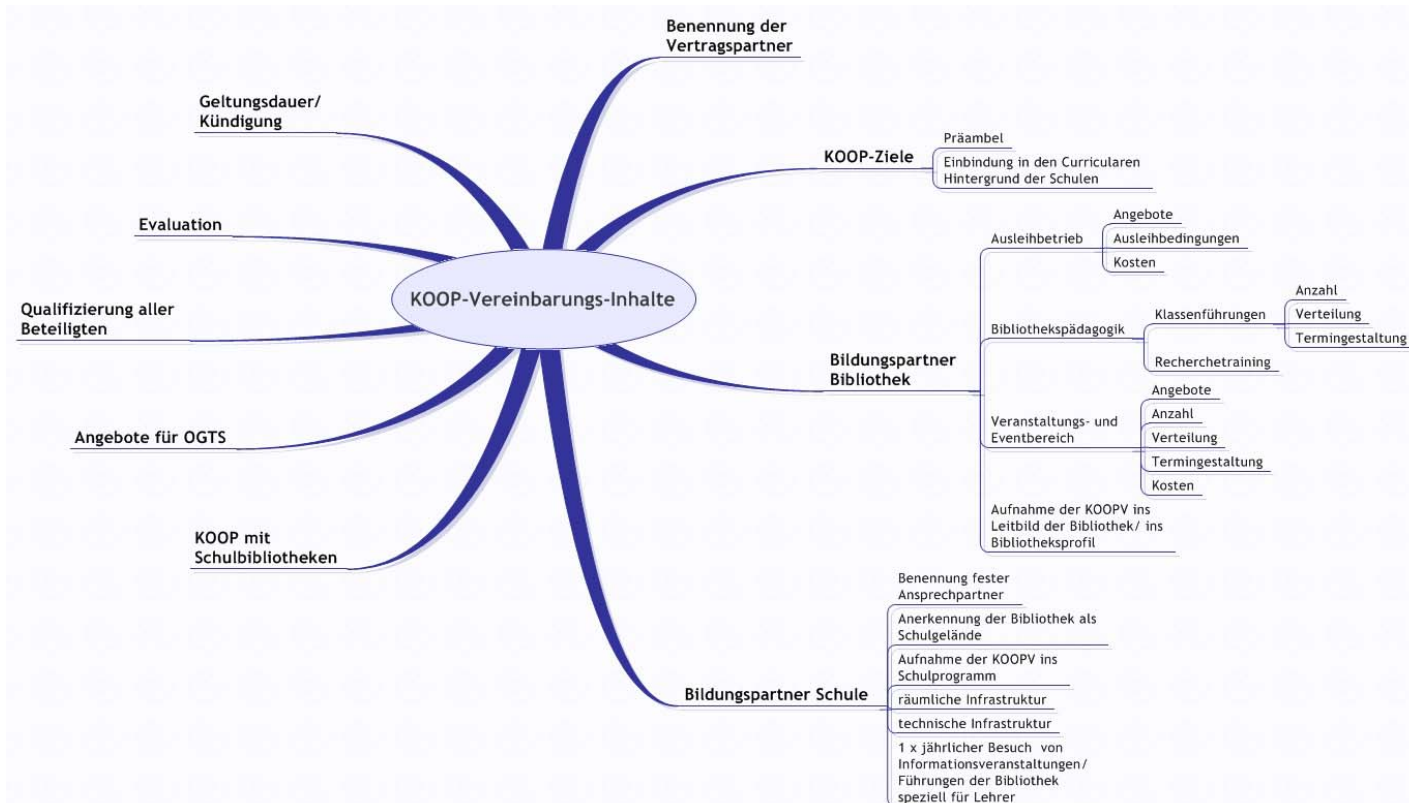 KOOP-Vereinbarungs-Inhalte
Benennung der
Vertragspartner
KOOP-Ziele
Präambel
Einbindung in den Curricularen
Hintergrund der Schulen
Bildungspartner
Bibliothek
Ausleihbetrieb
Angebote
Ausleihbedingungen
Kosten
Bibliothekspädagogik
Klassenführungen
Anzahl
Verteilung
Termingestaltung
Recherchetraining
Veranstaltungs- und
Eventbereich
Angebote
Anzahl
Verteilung
Termingestaltung
Kosten
Aufnahme der KOOPV ins
Leitbild der Bibliothek/ ins
Bibliotheksprofil
Bildungspartner Schule
Benennung fester
Ansprechpartner
Anerkennung der Bibliothek als
Schulgelände
Aufnahme der KOOPV ins
Schulprogramm
räumliche Infrastruktur
technische Infrastruktur
1 x jährlicher Besuch von
Informationsveranstaltungen/
Führungen der Bibliothek
speziell für Lehrer
KOOP mit
Schulbibliotheken
Angebote für OGTS
Qualifizierung aller
Beteiligten
Evaluation
Geltungsdauer/
Kündigung